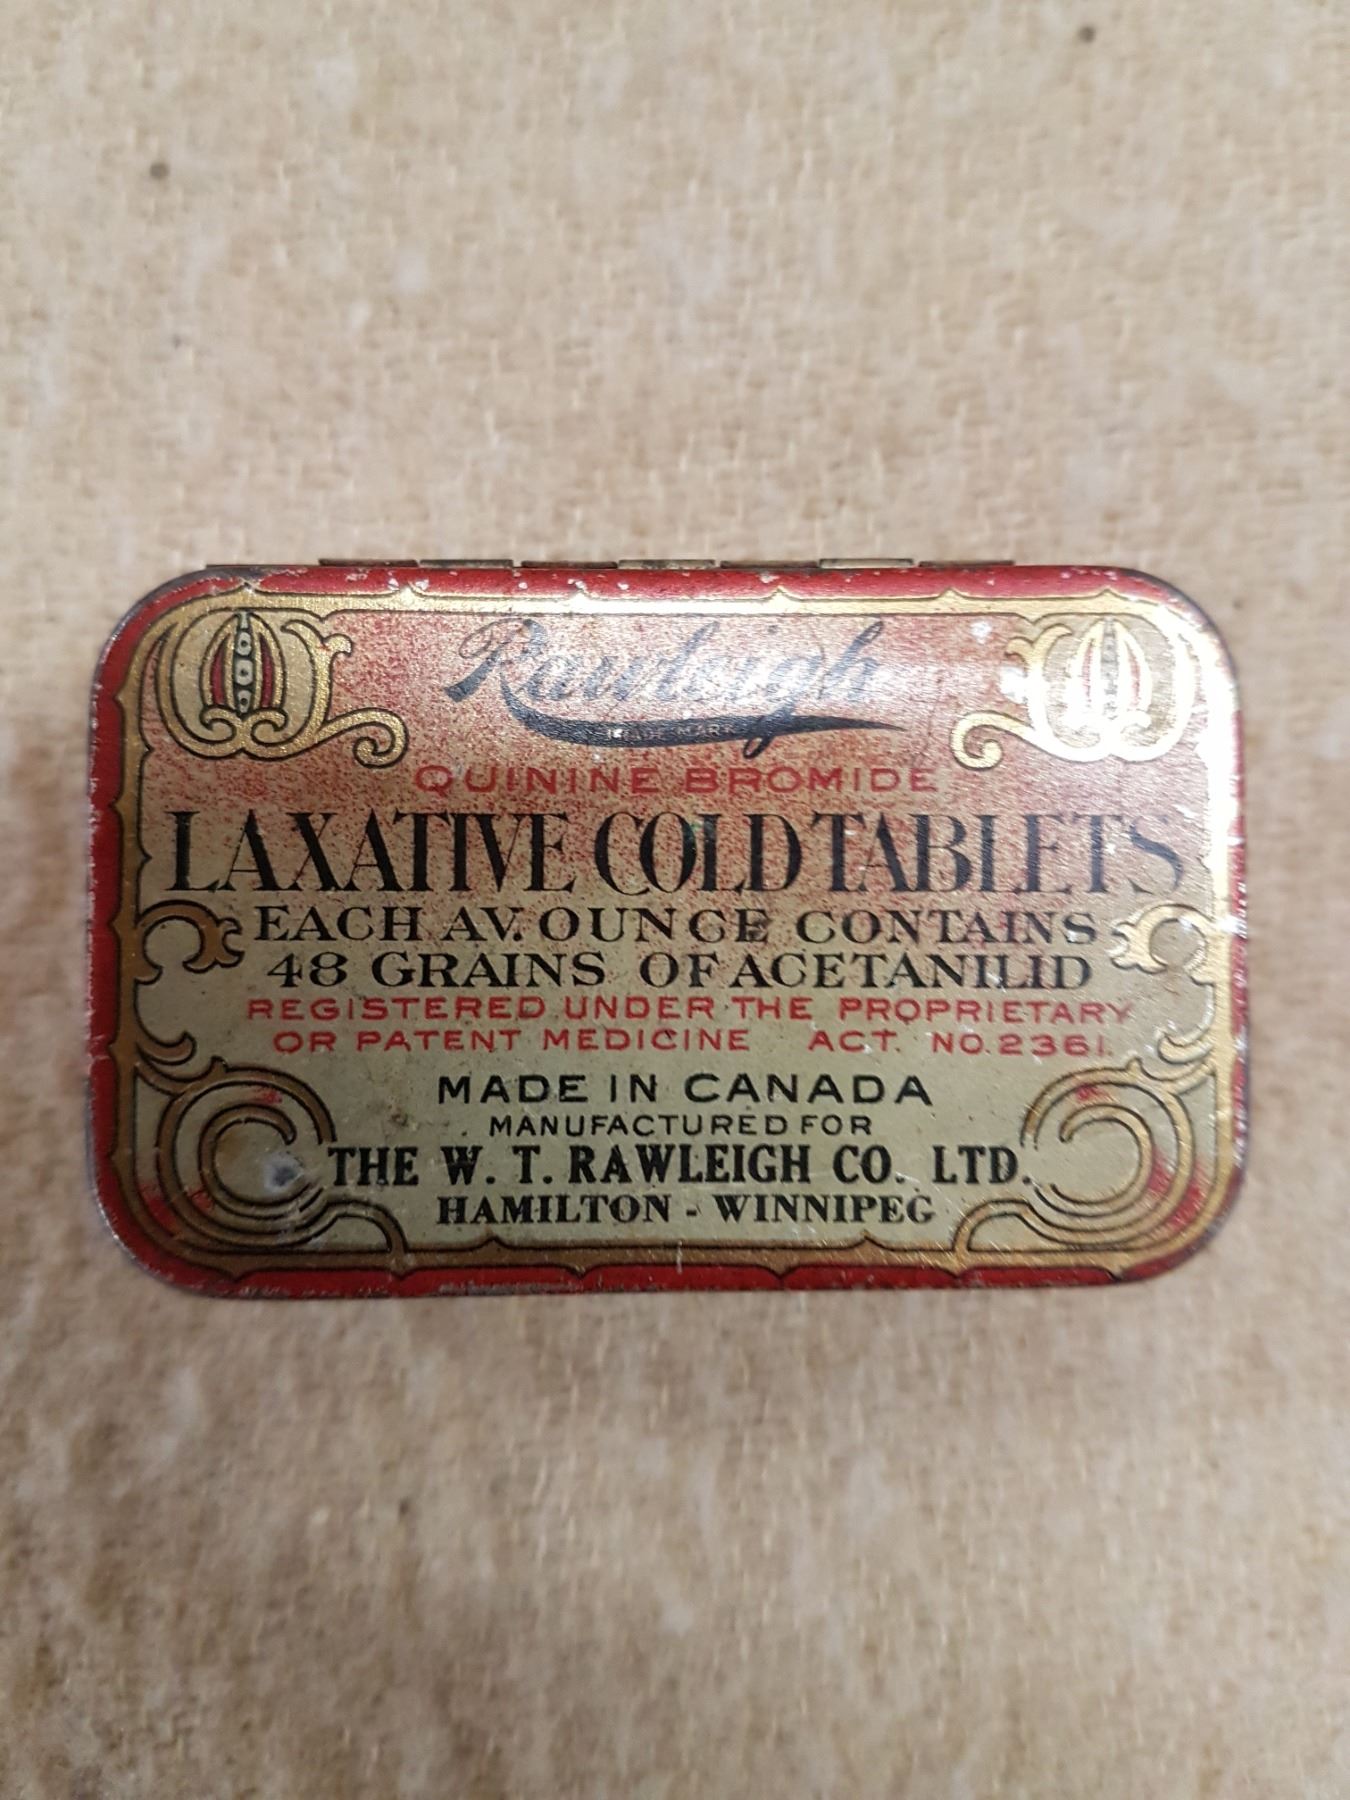 Rawleigh
TRADE MARK
QUININE BROMIDE
LAXATIVE COLD TABLETS
EACH AV. OUNCE CONTAINS
48 GRAINS OF ACETANILID
REGISTERED UNDER THE PROPRIETARY
OR PATENT MEDICINE ACT. NO. 2361.
MADE IN CANADA
MANUFACTURED FOR
THE W. T. RAWLEIGH CO. LTD.
HAMILTON - WINNIPEG